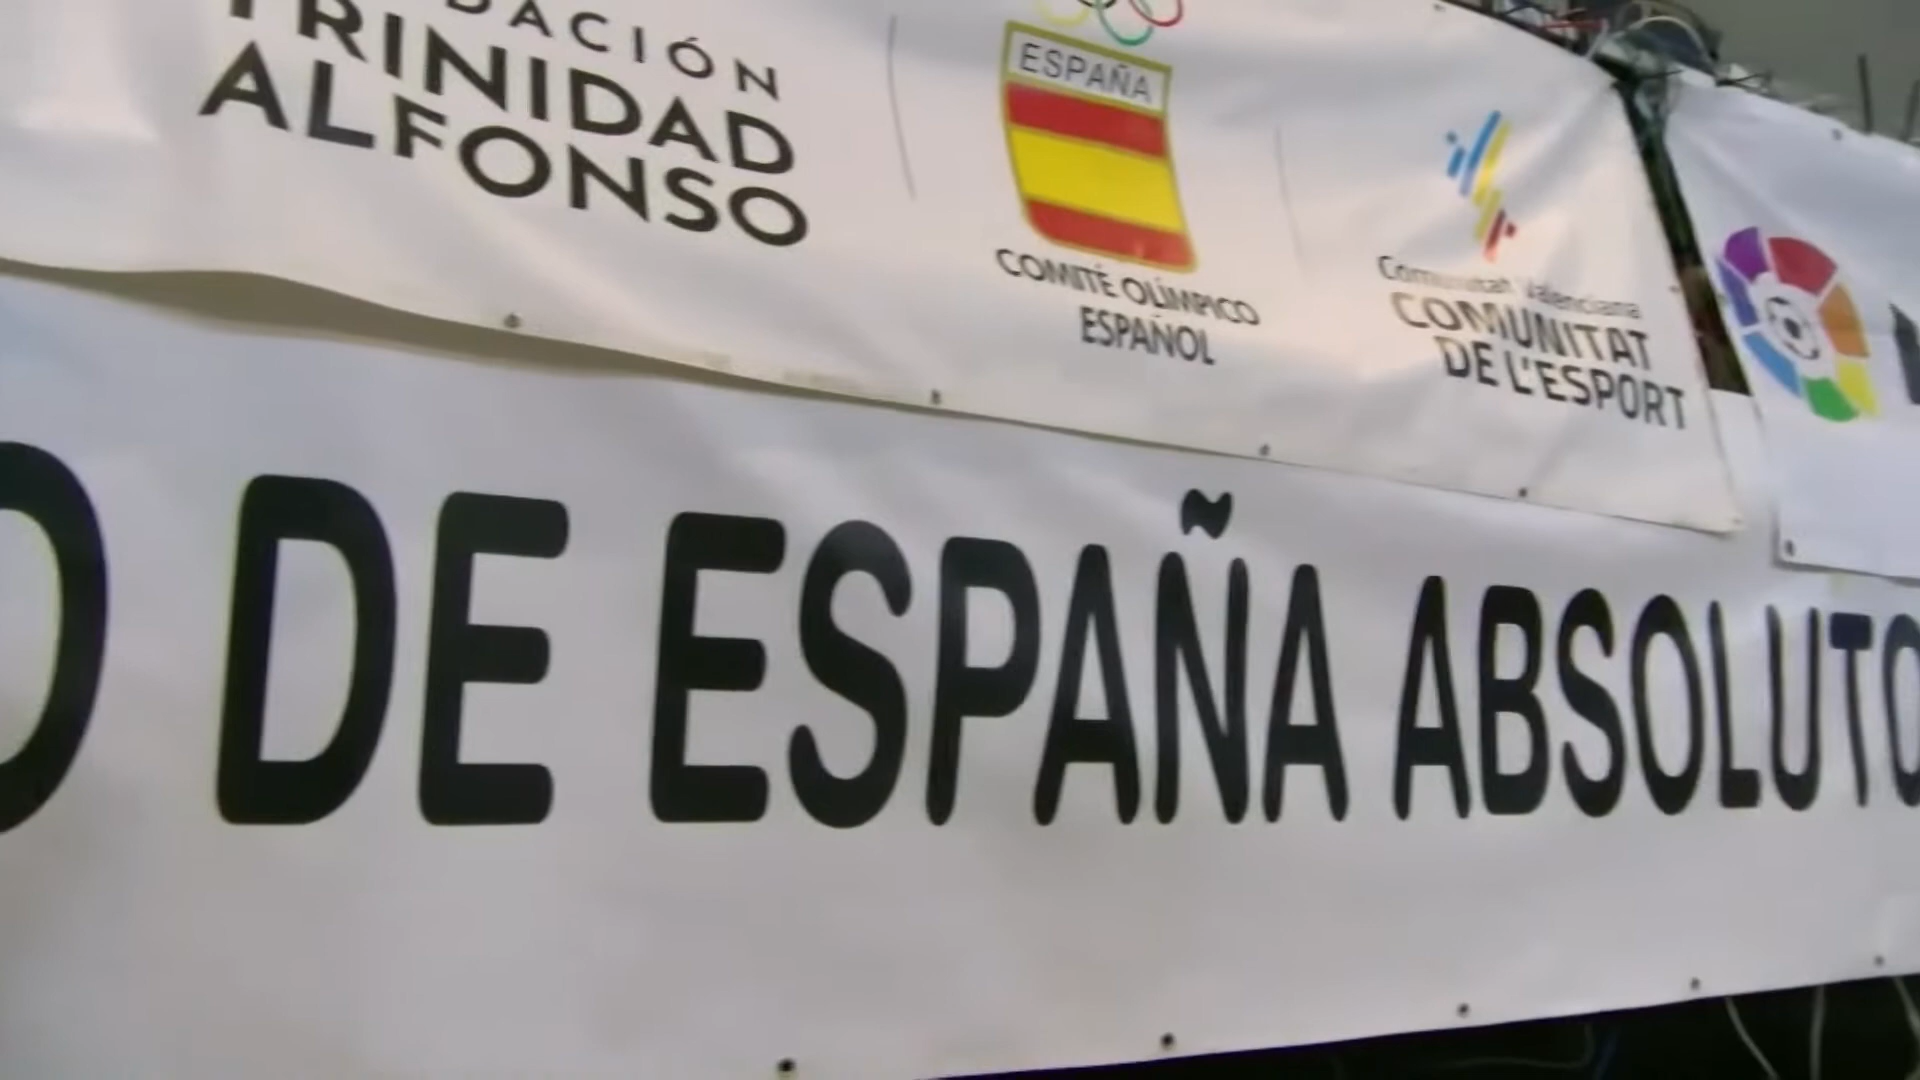 DACIÓN
TRINIDAD
ALFONSO
ESPAÑA
COMITÉ OLÍMPICO
ESPAÑOL
Comunitat Valenciana
COMUNITAT
DE L'ESPORT
O DE ESPAÑA ABSOLUTO